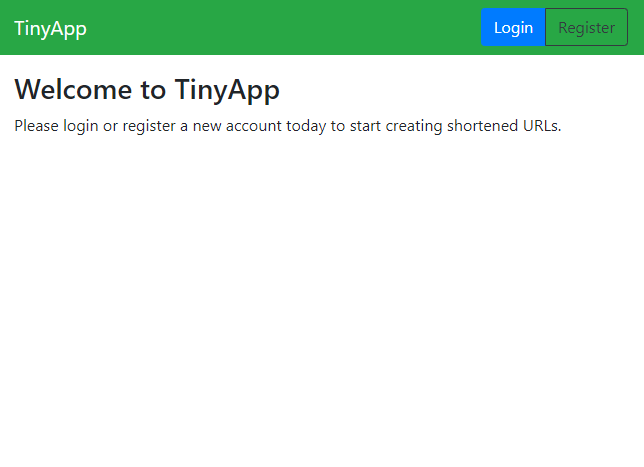 TinyApp
Login Register
Welcome to TinyApp
Please login or register a new account today to start creating shortened URLs.